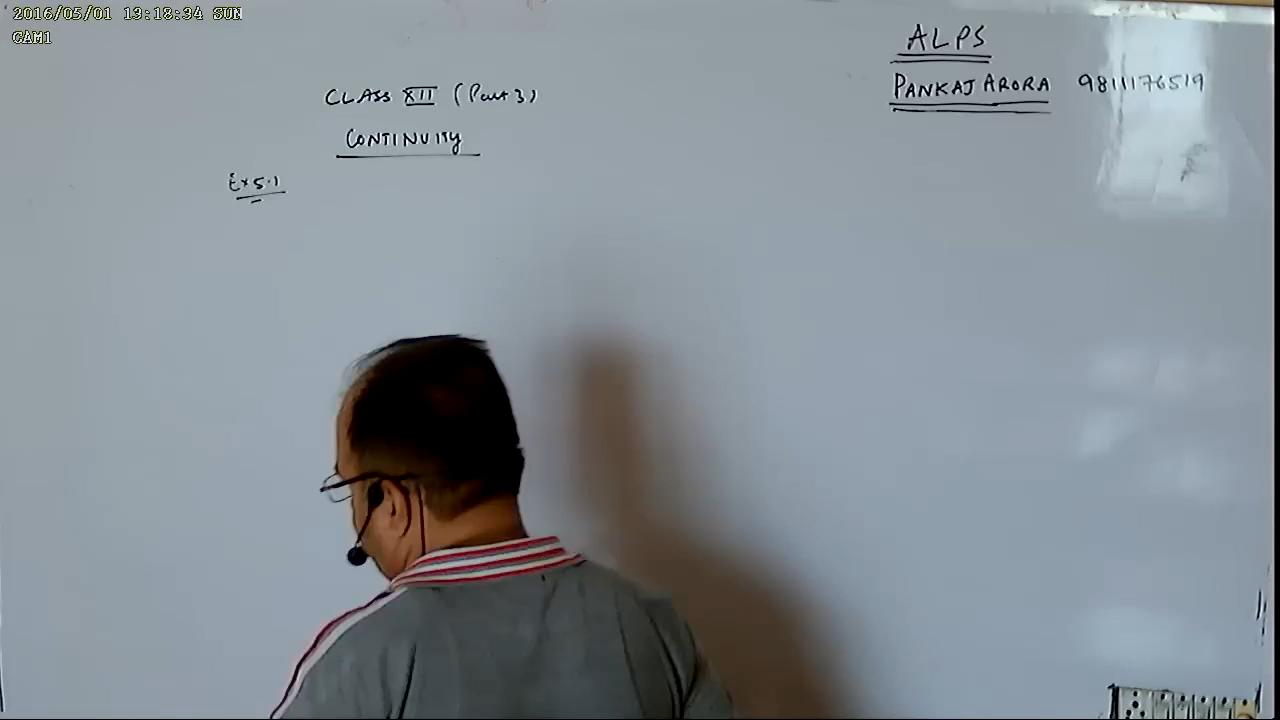 2016/05/01 19:18:34 SUN
CAM1
ALPS
PANKAJ ARORA 9811176519
CLASS XII (Part 3)
CONTINUITY
Ex 5.1